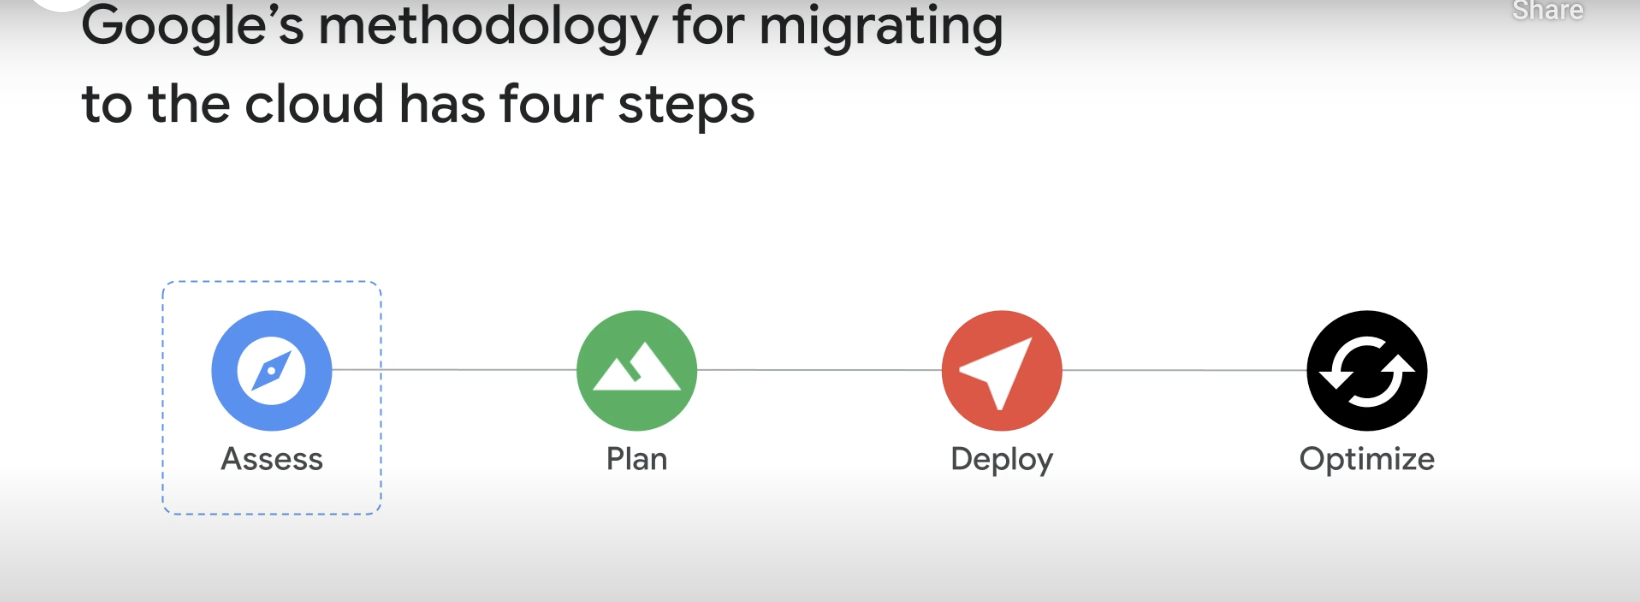 Google’s methodology for migrating
to the cloud has four steps
Share
Assess
Plan
Deploy
Optimize